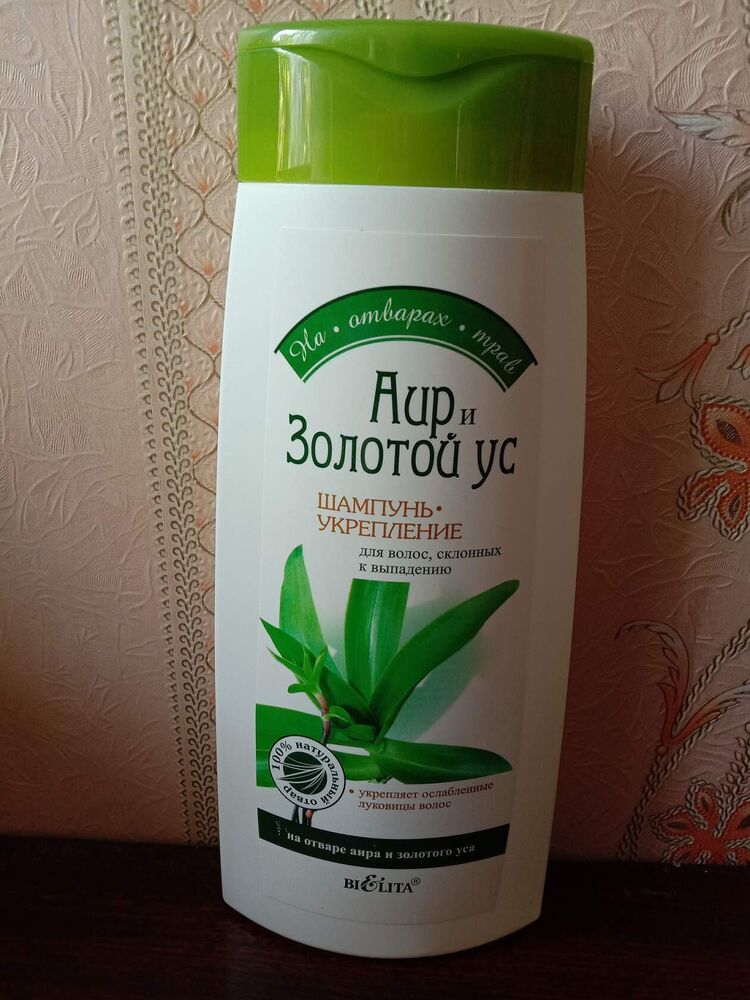 На • отварах • трав
Аир и
Золотой ус
ШАМПУНЬ•
УКРЕПЛЕНИЕ
для волос, склонных
к выпадению
100% натуральный отвар
• укрепляет ослабленные
луковицы волос
на отваре аира и золотого уса
BIELITA®